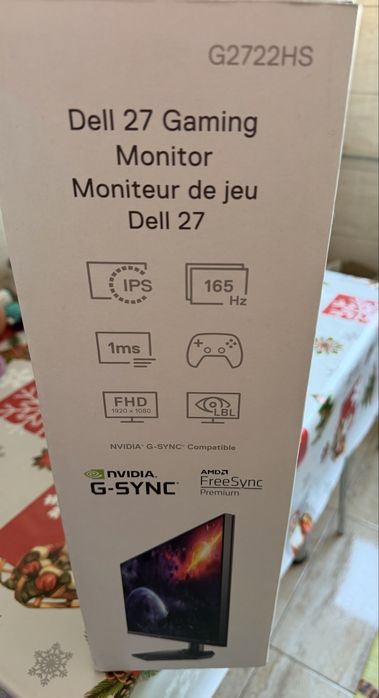 G2722HS
Dell 27 Gaming
Monitor
Moniteur de jeu
Dell 27
IPS
165
Hz
1ms
FHD
1920 x 1080
LBL
NVIDIA® G-SYNC® Compatible
NVIDIA.
G-SYNC
AMD
FreeSync
Premium